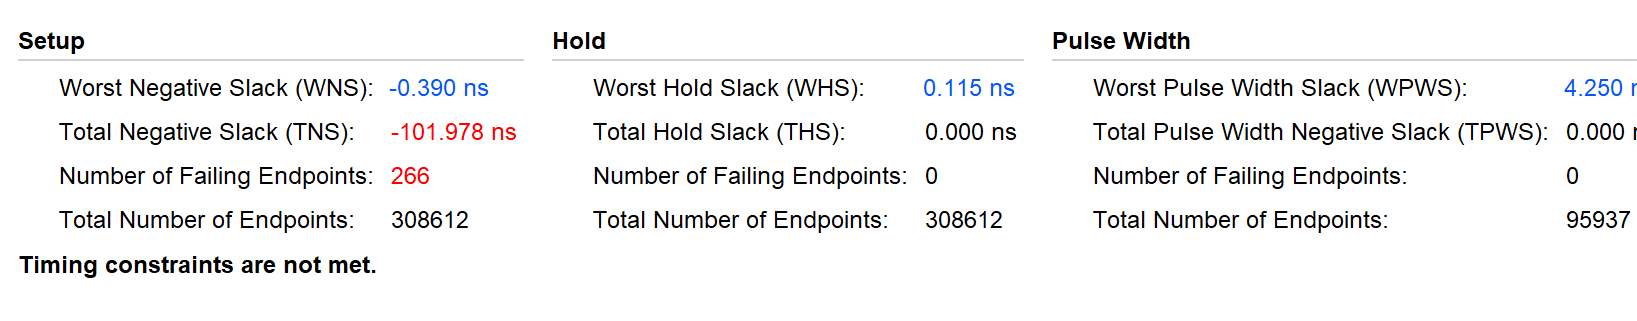 Setup
Worst Negative Slack (WNS): -0.390 ns
Total Negative Slack (TNS): -101.978 ns
Number of Failing Endpoints: 266
Total Number of Endpoints: 308612
Timing constraints are not met.
Hold
Worst Hold Slack (WHS): 0.115 ns
Total Hold Slack (THS): 0.000 ns
Number of Failing Endpoints: 0
Total Number of Endpoints: 308612
Pulse Width
Worst Pulse Width Slack (WPWS): 4.250
Total Pulse Width Negative Slack (TPWS): 0.000
Number of Failing Endpoints: 0
Total Number of Endpoints: 95937